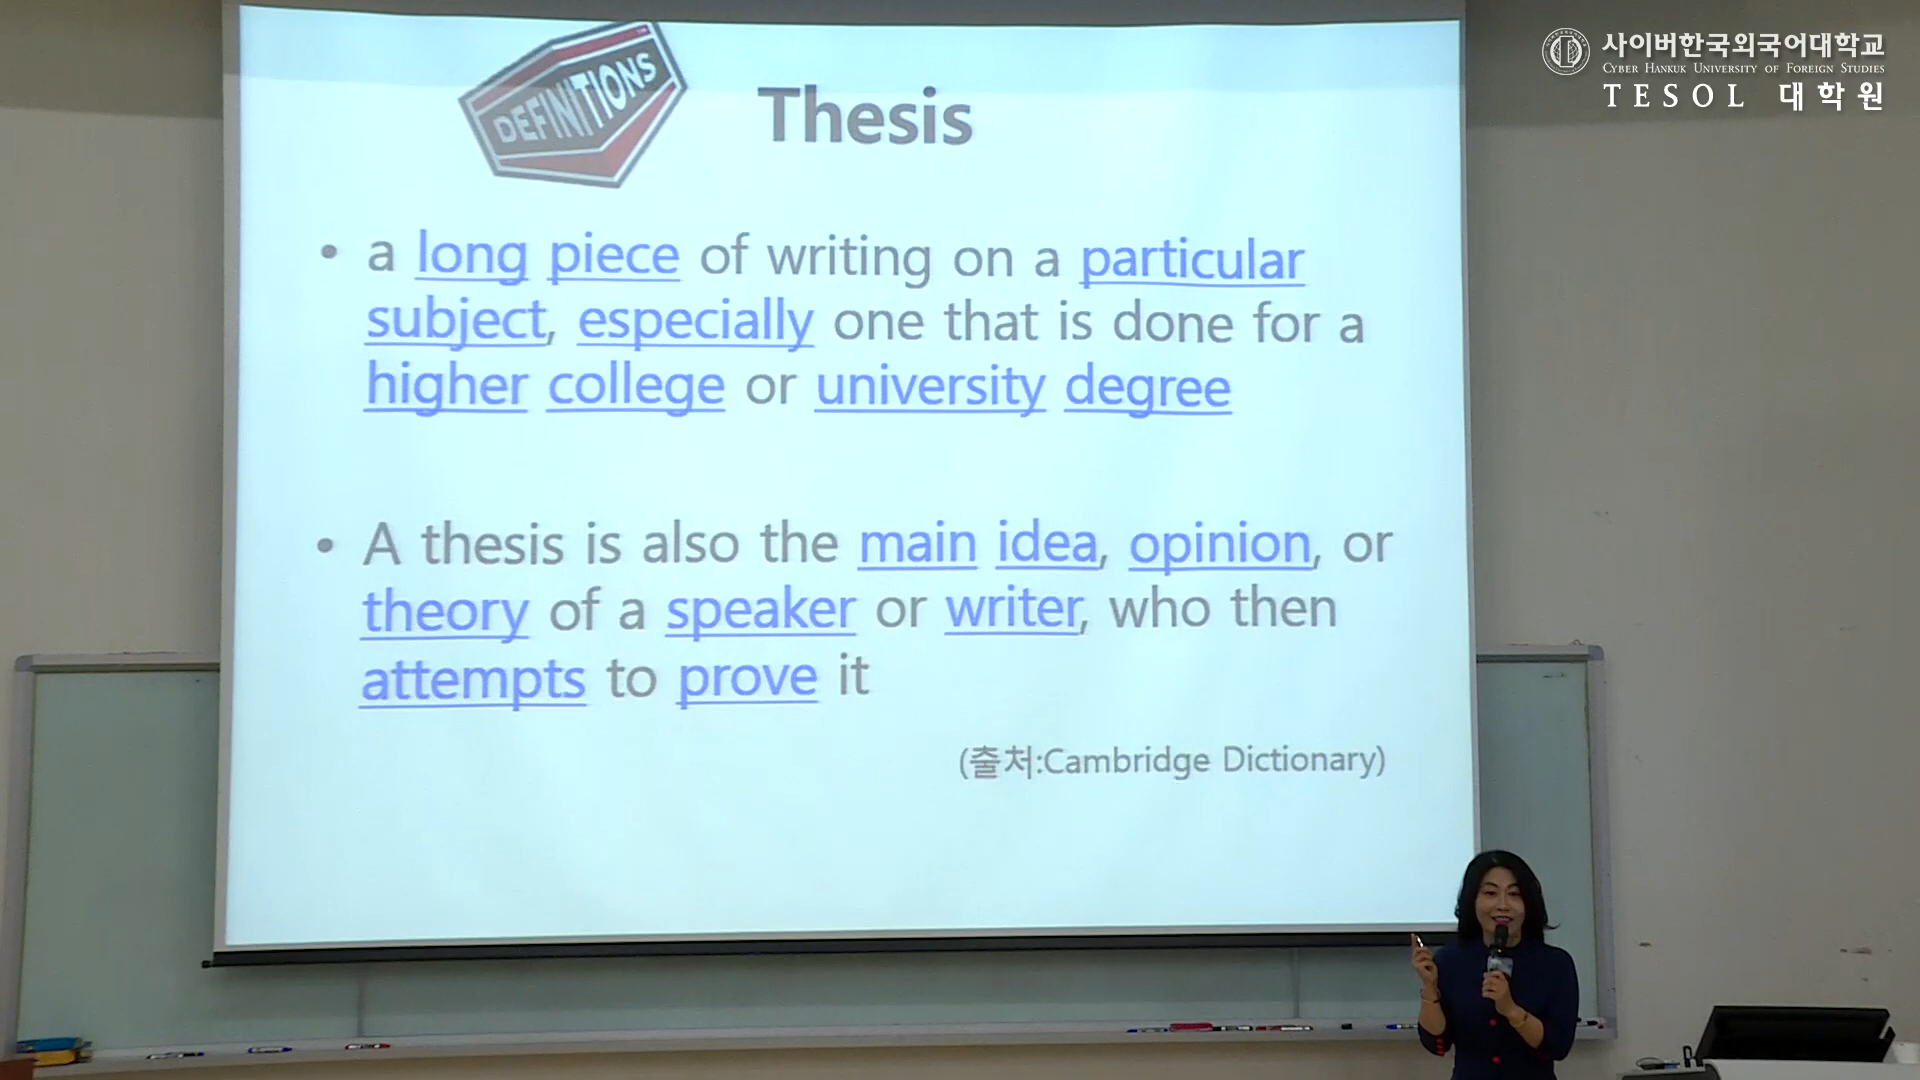 사이버한국외국어대학교
CYBER HANKUK UNIVERSITY OF FOREIGN STUDIES
TESOL 대학원
DEFINITIONS
Thesis
• a long piece of writing on a particular
subject, especially one that is done for a
higher college or university degree
• A thesis is also the main idea, opinion, or
theory of a speaker or writer, who then
attempts to prove it
(출처:Cambridge Dictionary)